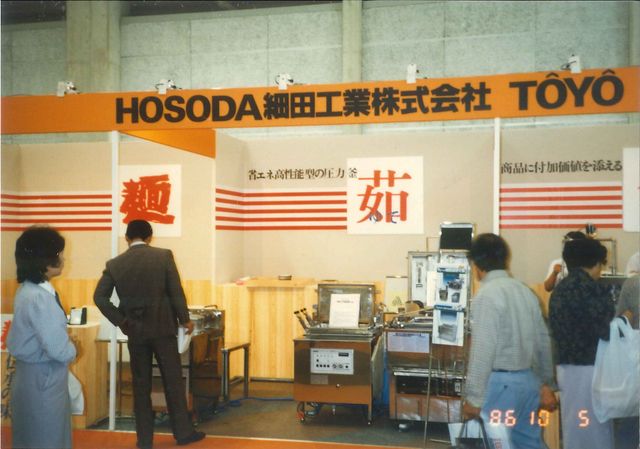 HOSODA細田工業株式会社 TÔYÔ
省エネ高性能型の圧力釜
商品に付加価値を添える
麺
茹
86 10 5